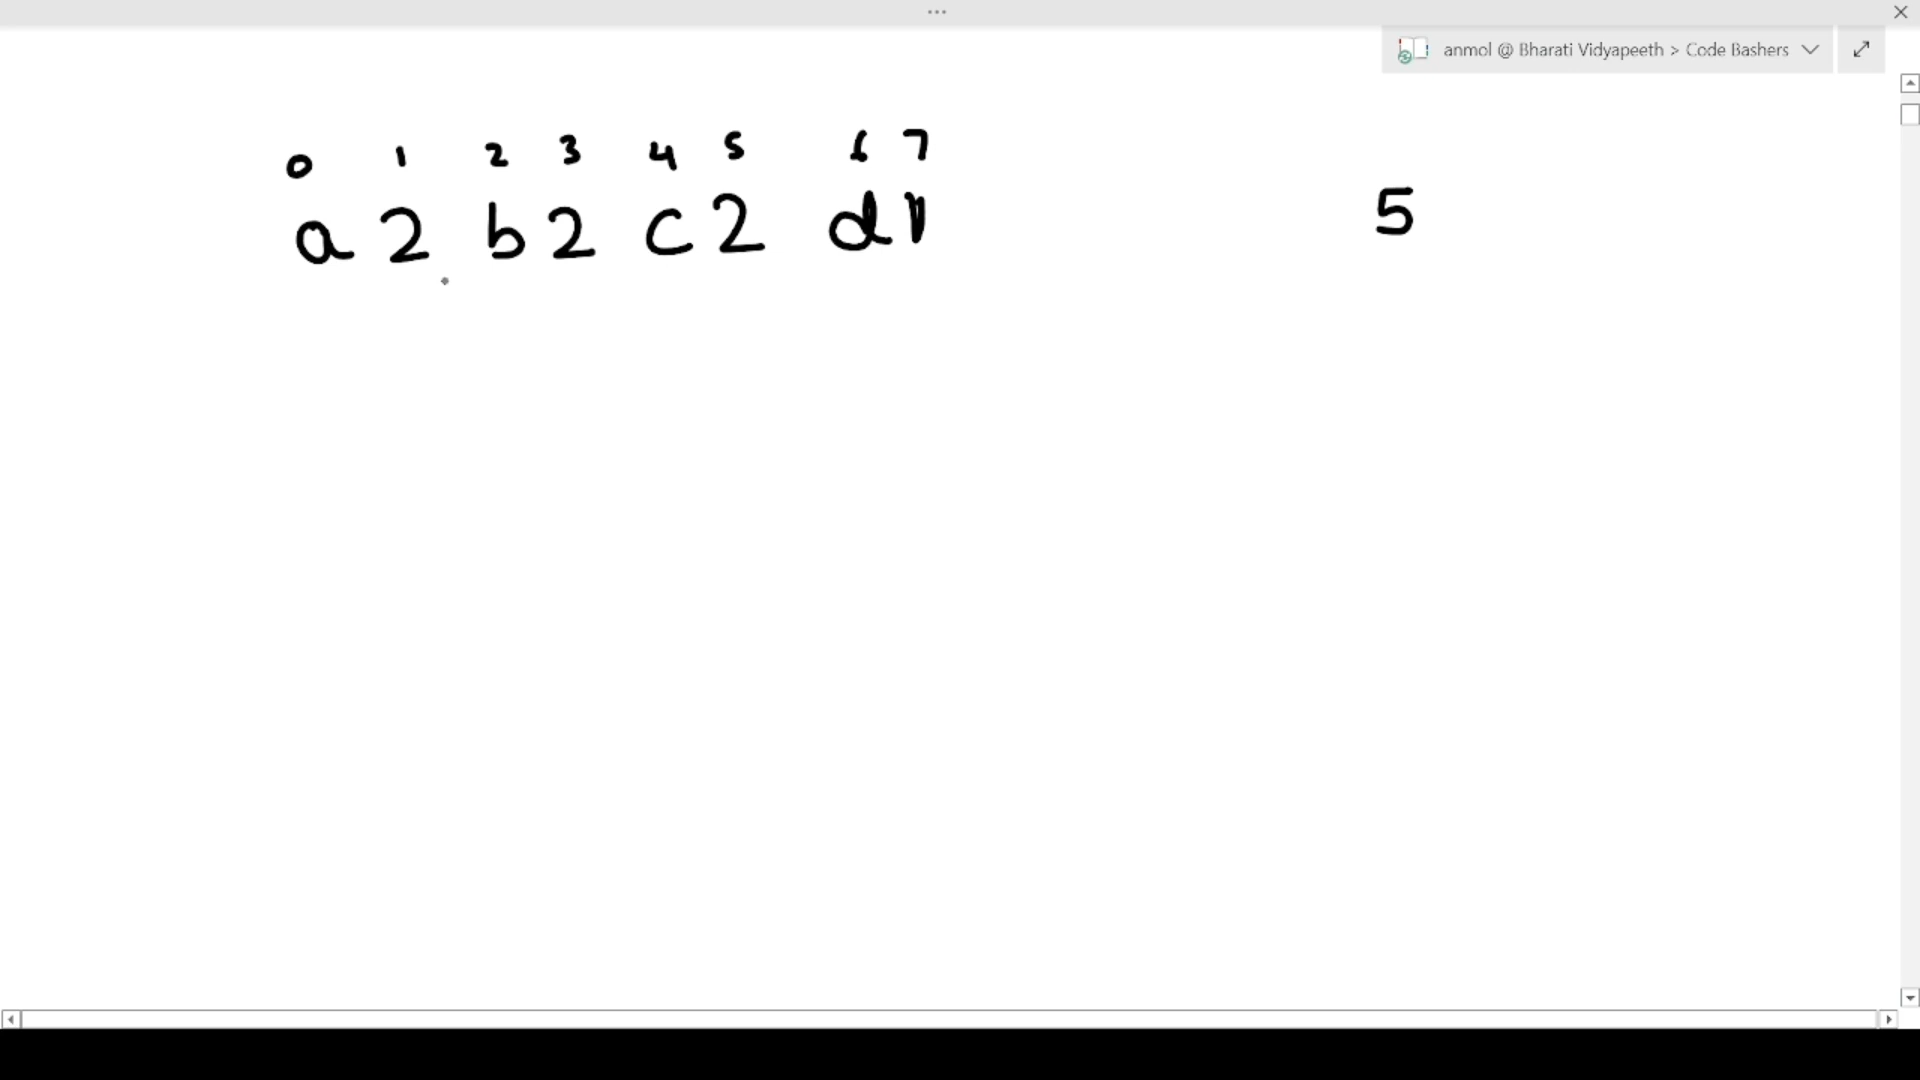 anmol @ Bharati Vidyapeeth > Code Bashers
0 1 2 3 4 5 6 7
a 2 b 2 c 2 d 1 5